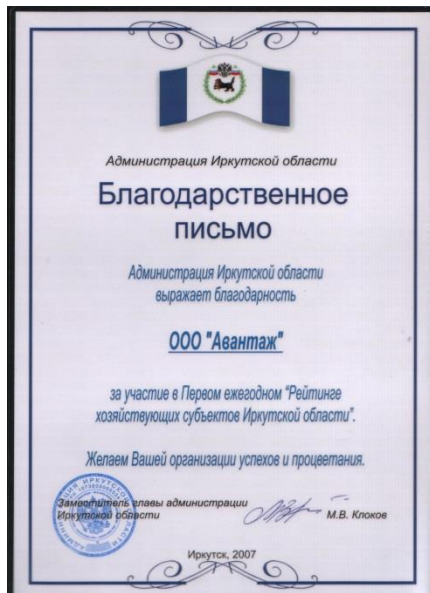 Администрация Иркутской области
Благодарственное
письмо
Администрация Иркутской области
выражает благодарность
ООО "Авантаж"
за участие в Первом ежегодном "Рейтинге
хозяйствующих субъектов Иркутской области".
Желаем Вашей организации успехов и процветания.
Заместитель главы администрации
Иркутской области
М.В. Клоков
Иркутск, 2007